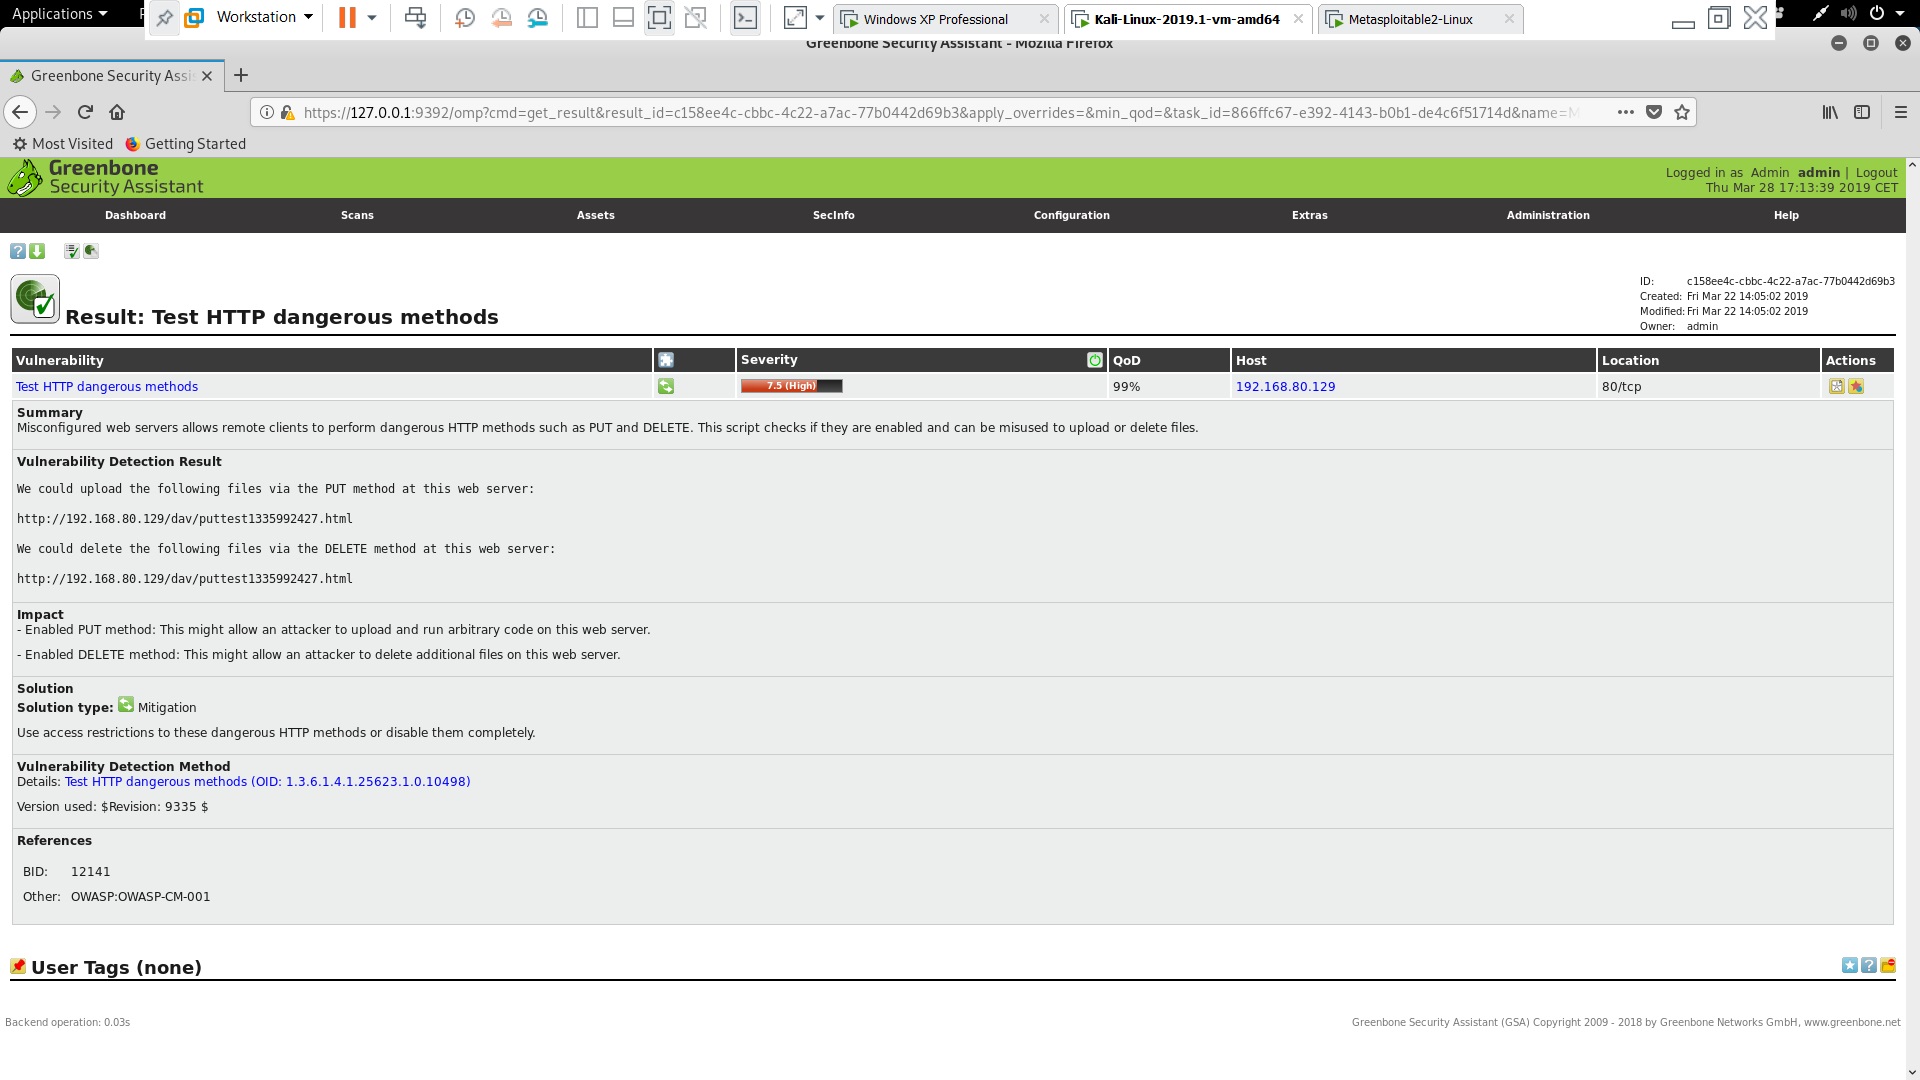 Applications
Workstation
Windows XP Professional
Kali-Linux-2019.1-vm-amd64
Metasploitable2-Linux
Greenbone Security Assistant - Mozilla Firefox
Greenbone Security Assis
https://127.0.0.1:9392/omp?cmd=get_result&result_id=c158ee4c-cbbc-4c22-a7ac-77b0442d69b3&apply_overrides=&min_qod=&task_id=866ffc67-e392-4143-b0b1-de4c6f51714d&name=M
Most Visited
Getting Started
Greenbone
Security Assistant
Logged in as Admin admin | Logout
Thu Mar 28 17:13:39 2019 CET
Dashboard Scans Assets SecInfo Configuration Extras Administration Help
ID: c158ee4c-cbbc-4c22-a7ac-77b0442d69b3
Created: Fri Mar 22 14:05:02 2019
Modified: Fri Mar 22 14:05:02 2019
Owner: admin
Result: Test HTTP dangerous methods
Vulnerability Severity QoD Host Location Actions
Test HTTP dangerous methods 7.5 (High) 99% 192.168.80.129 80/tcp
Summary
Misconfigured web servers allows remote clients to perform dangerous HTTP methods such as PUT and DELETE. This script checks if they are enabled and can be misused to upload or delete files.
Vulnerability Detection Result
We could upload the following files via the PUT method at this web server:
http://192.168.80.129/dav/puttest1335992427.html
We could delete the following files via the DELETE method at this web server:
http://192.168.80.129/dav/puttest1335992427.html
Impact
- Enabled PUT method: This might allow an attacker to upload and run arbitrary code on this web server.
- Enabled DELETE method: This might allow an attacker to delete additional files on this web server.
Solution
Solution type: Mitigation
Use access restrictions to these dangerous HTTP methods or disable them completely.
Vulnerability Detection Method
Details: Test HTTP dangerous methods (OID: 1.3.6.1.4.1.25623.1.0.10498)
Version used: $Revision: 9335 $
References
BID: 12141
Other: OWASP:OWASP-CM-001
User Tags (none)
Backend operation: 0.03s
Greenbone Security Assistant (GSA) Copyright 2009 - 2018 by Greenbone Networks GmbH, www.greenbone.net